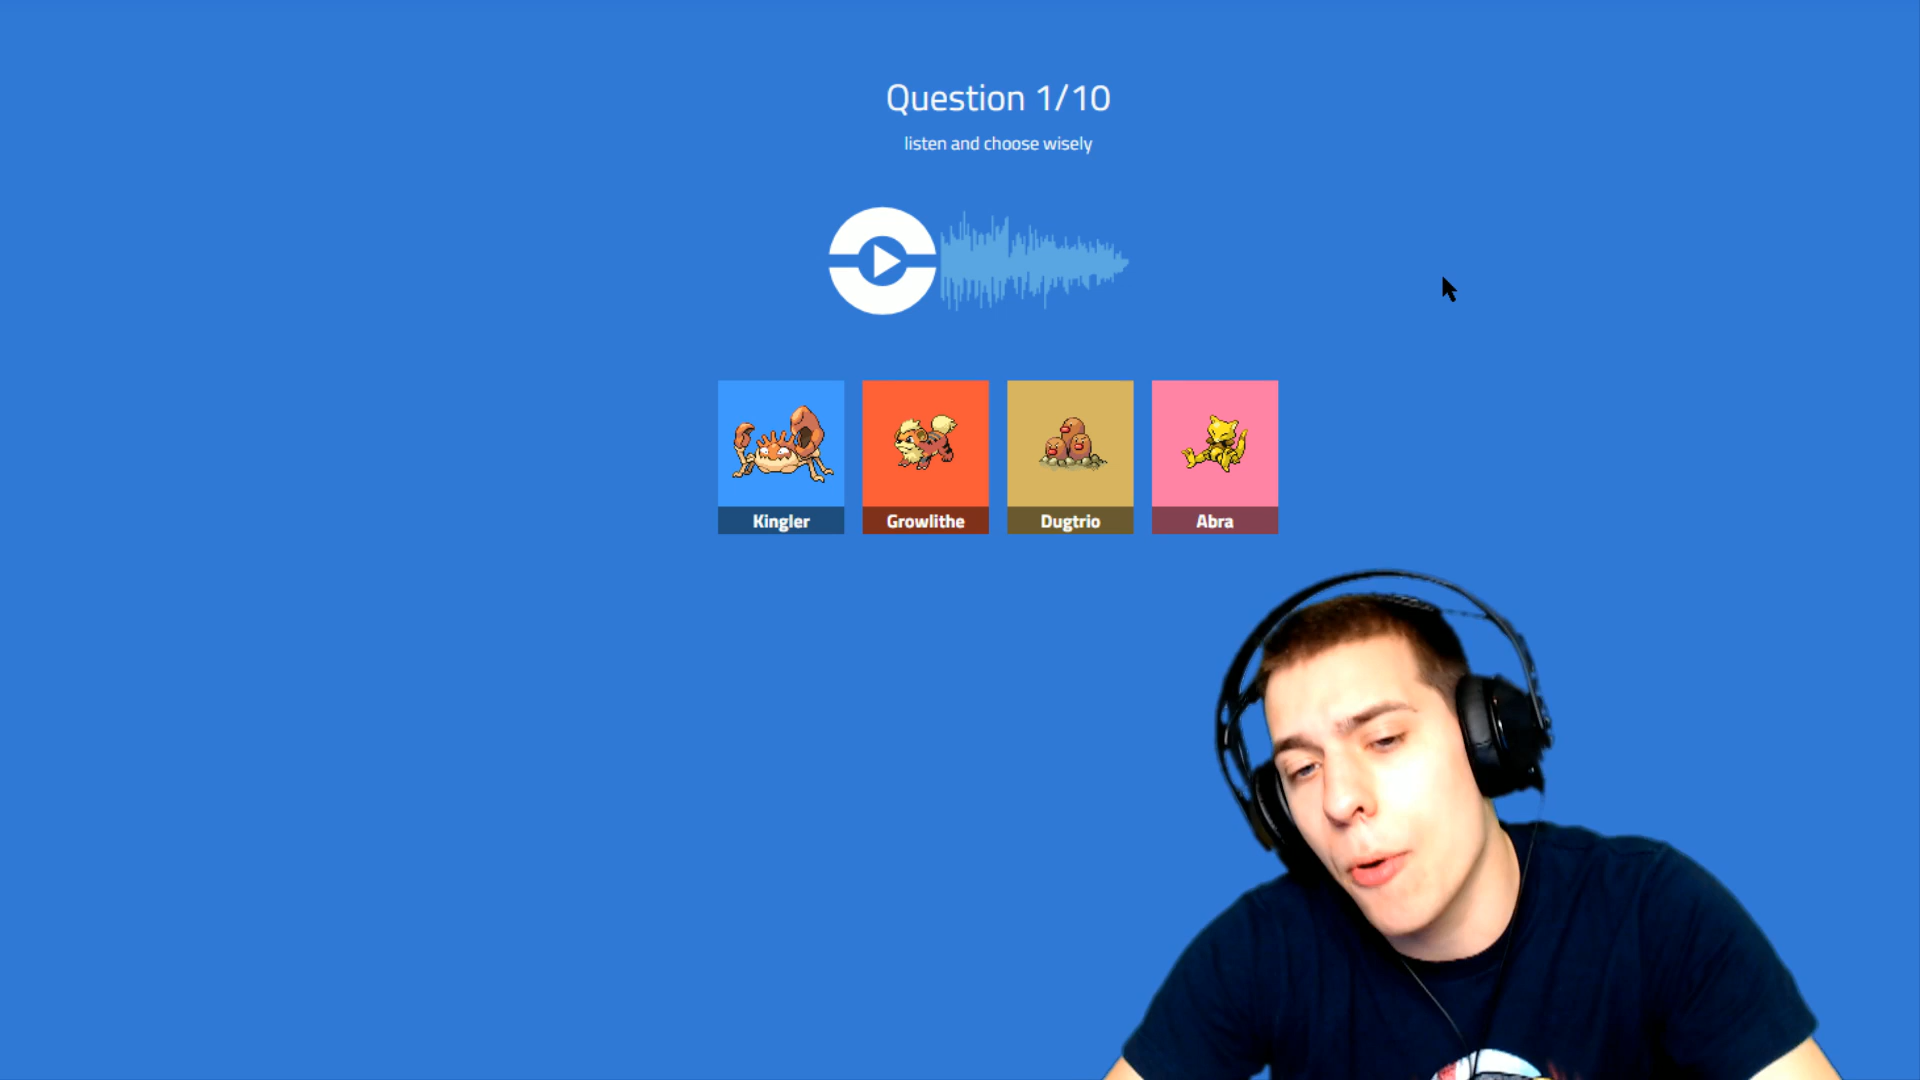 Question 1/10
listen and choose wisely
Kingler Growlithe Dugtrio Abra